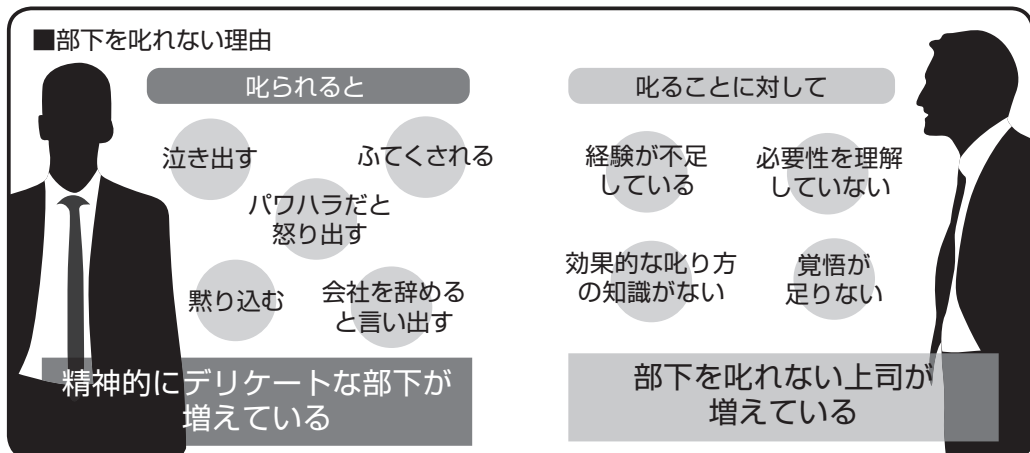 ■部下を叱れない理由
叱られると
泣き出す
ふてくされる
パワハラだと
怒り出す
黙り込む
会社を辞める
と言い出す
精神的にデリケートな部下が
増えている
叱ることに対して
経験が不足
している
必要性を理解
していない
効果的な叱り方
の知識がない
覚悟が
足りない
部下を叱れない上司が
増えている